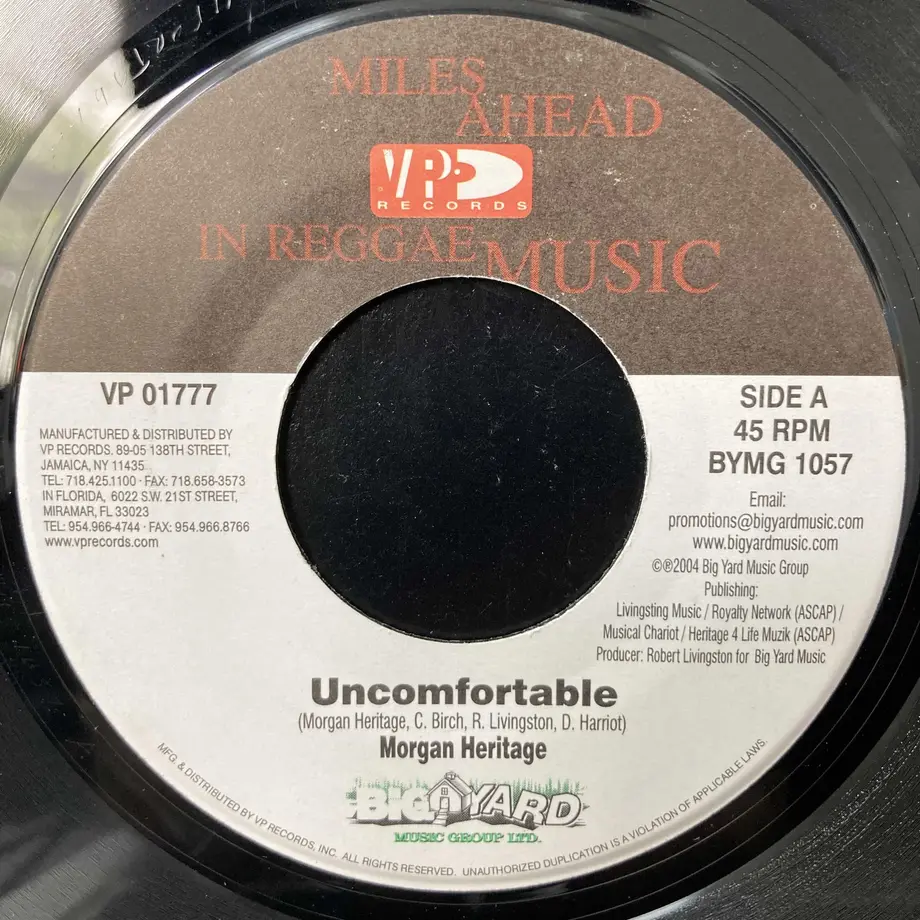 MILES
AHEAD
VP
RECORDS
IN REGGAE
MUSIC
VP 01777
MANUFACTURED & DISTRIBUTED BY
VP RECORDS. 89-05 138TH STREET,
JAMAICA, NY 11435
TEL: 718.425.1100 · FAX: 718.658-3573
IN FLORIDA, 6022 S.W. 21ST STREET,
MIRAMAR, FL 33023
TEL: 954.966-4744 · FAX: 954.966.8766
www.vprecords.com
SIDE A
45 RPM
BYMG 1057
Email:
promotions@bigyardmusic.com
www.bigyardmusic.com
©℗2004 Big Yard Music Group
Publishing:
Livingsting Music / Royalty Network (ASCAP) /
Musical Chariot / Heritage 4 Life Muzik (ASCAP)
Producer: Robert Livingston for Big Yard Music
Uncomfortable
(Morgan Heritage, C. Birch, R. Livingston, D. Harriot)
Morgan Heritage
BIG YARD
MUSIC GROUP LTD.
MFG. & DISTRIBUTED BY VP RECORDS, INC. ALL RIGHTS RESERVED. UNAUTHORIZED DUPLICATION IS A VIOLATION OF APPLICABLE LAWS.